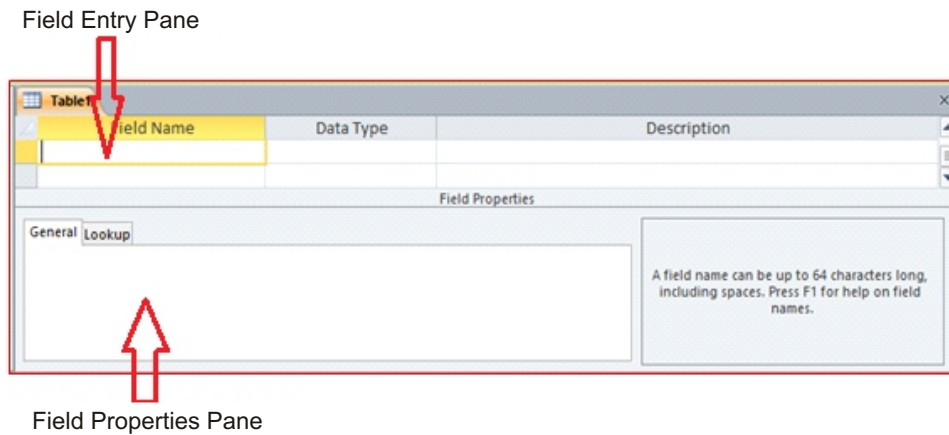 Field Entry Pane
Table1
Field Name Data Type Description
Field Properties
General Lookup
A field name can be up to 64 characters long,
including spaces. Press F1 for help on field
names.
Field Properties Pane